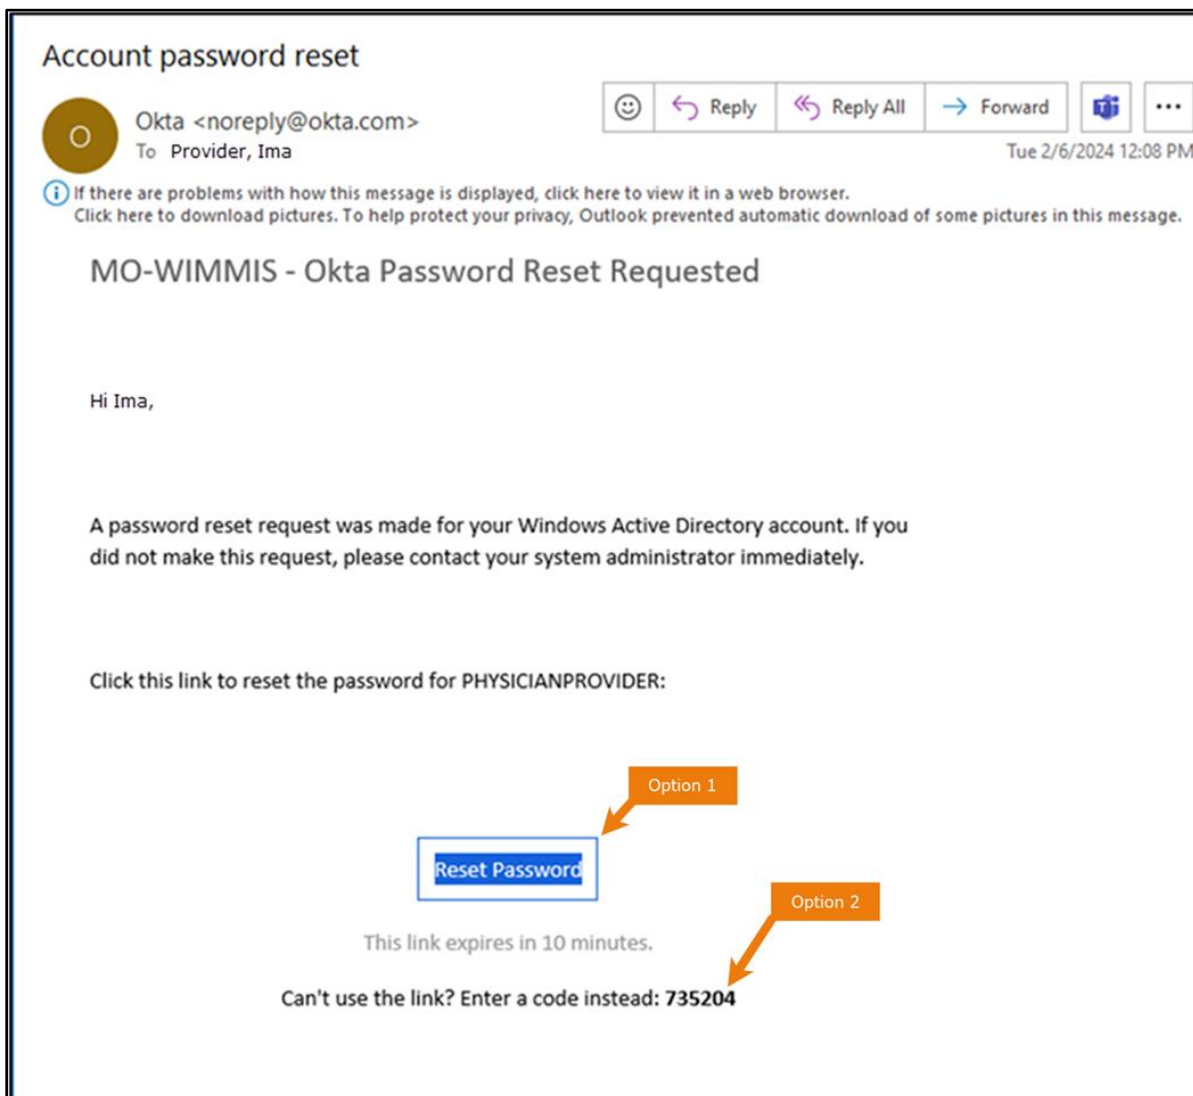 Account password reset
O
Okta <noreply@okta.com>
To Provider, Ima
Reply
Reply All
Forward
Tue 2/6/2024 12:08 PM
If there are problems with how this message is displayed, click here to view it in a web browser.
Click here to download pictures. To help protect your privacy, Outlook prevented automatic download of some pictures in this message.
MO-WIMMIS - Okta Password Reset Requested
Hi Ima,
A password reset request was made for your Windows Active Directory account. If you
did not make this request, please contact your system administrator immediately.
Click this link to reset the password for PHYSICIANPROVIDER:
Option 1
Reset Password
Option 2
This link expires in 10 minutes.
Can't use the link? Enter a code instead: 735204